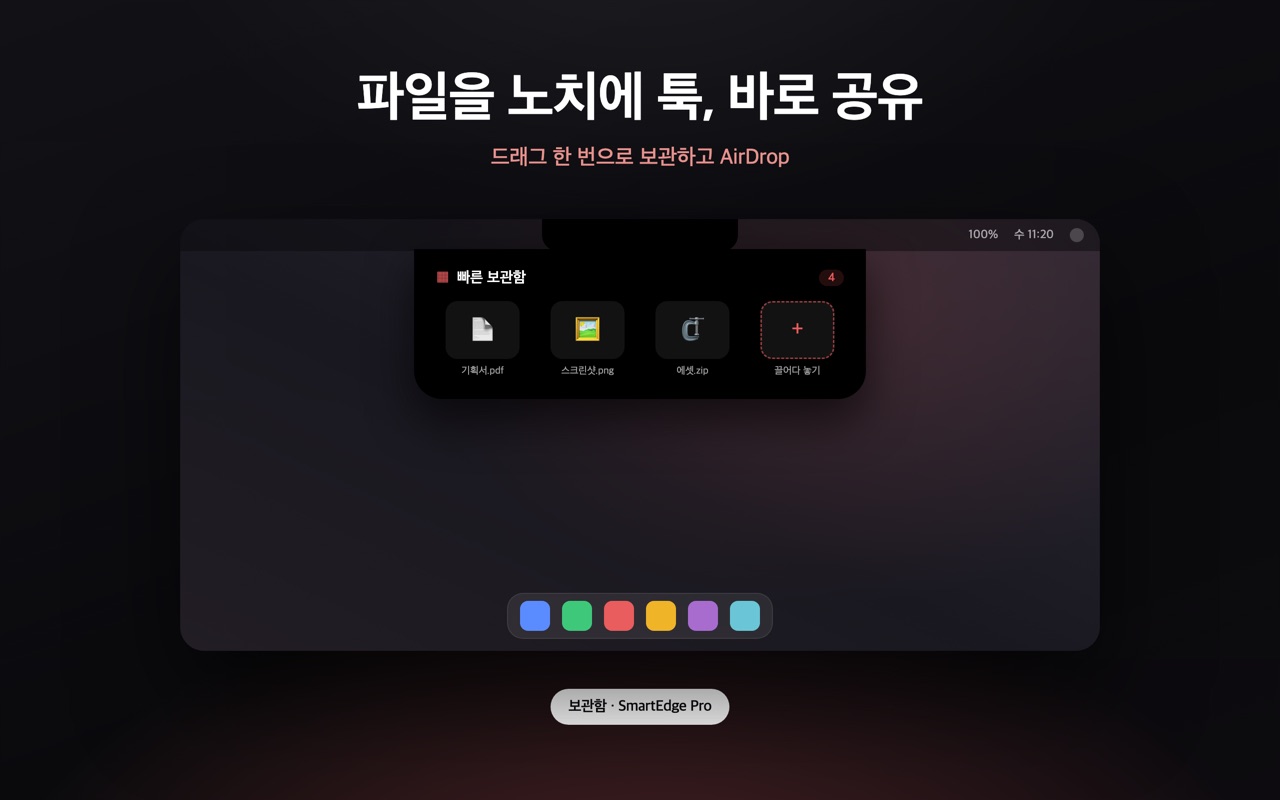 파일을 노치에 툭, 바로 공유
드래그 한 번으로 보관하고 AirDrop
100% 수 11:20
빠른 보관함 4
기획서.pdf 스크린샷.png 에셋.zip 끌어다 놓기
보관함 · SmartEdge Pro